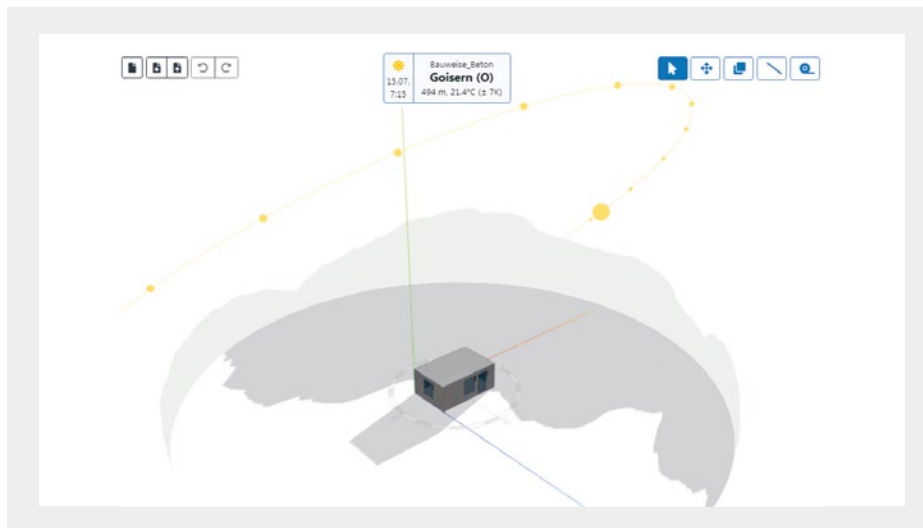 Bauweise_Beton
15.07.
7:15
Goisern (O)
494 m, 21.4°C (± 7K)